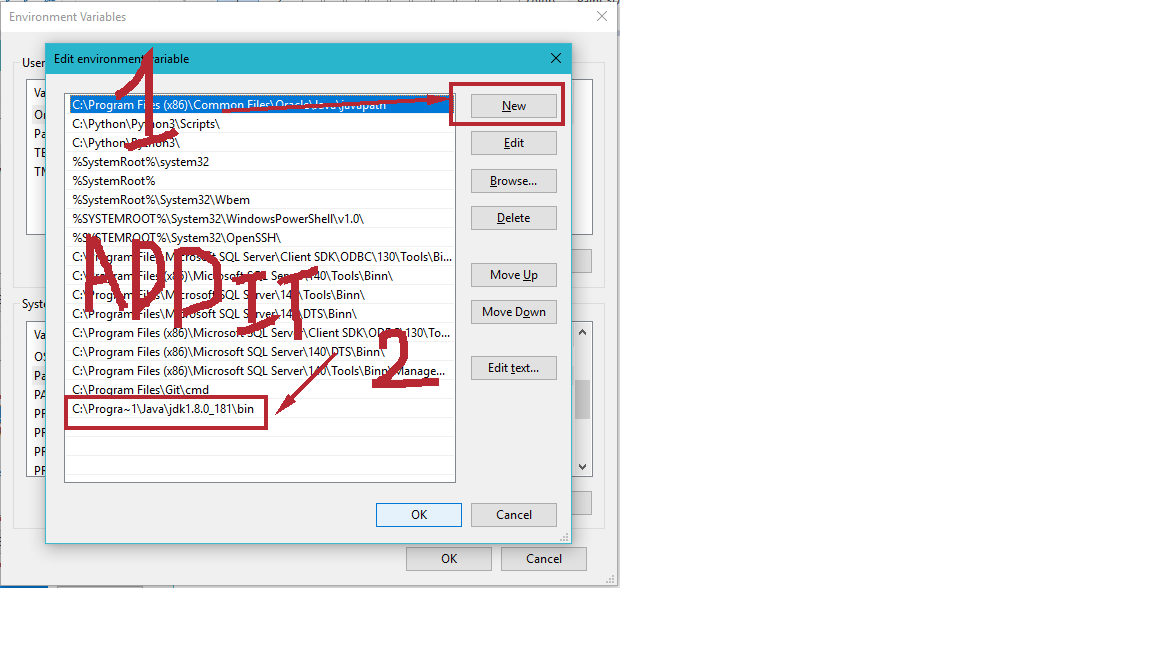 Environment Variables
Edit environment variable
User
Va
Pa
TE
TM
C:\Program Files (x86)\Common Files\Oracle\Java\javapath
C:\Python\Python3\Scripts\
C:\Python\Python3\
%SystemRoot%\system32
%SystemRoot%
%SystemRoot%\System32\Wbem
%SYSTEMROOT%\System32\WindowsPowerShell\v1.0\
%SYSTEMROOT%\System32\OpenSSH\
C:\Program Files\Microsoft SQL Server\Client SDK\ODBC\130\Tools\Bi...
C:\Program Files (x86)\Microsoft SQL Server\140\Tools\Binn\
C:\Program Files\Microsoft SQL Server\140\Tools\Binn\
C:\Program Files\Microsoft SQL Server\140\DTS\Binn\
C:\Program Files (x86)\Microsoft SQL Server\Client SDK\ODBC\130\To...
C:\Program Files (x86)\Microsoft SQL Server\140\DTS\Binn\
C:\Program Files (x86)\Microsoft SQL Server\140\Tools\Binn\Manage...
C:\Program Files\Git\cmd
C:\Progra~1\Java\jdk1.8.0_181\bin
New
Edit
Browse...
Delete
Move Up
Move Down
Edit text...
1
ADD IT
2
Syste
Va
OS
Pa
PA
PR
PR
PR
PR
OK
Cancel
OK
Cancel